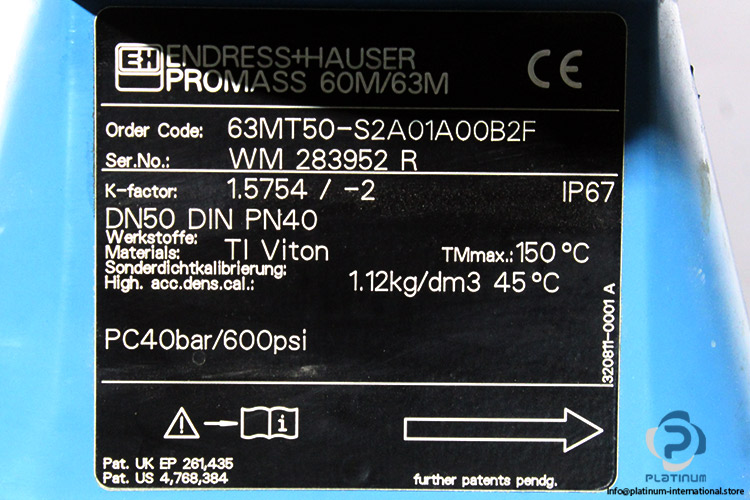 EH ENDRESS+HAUSER
PROMASS 60M/63M
CE
Order Code: 63MT50-S2A01A00B2F
Ser.No.: WM 283952 R
K-factor: 1.5754 / -2 IP67
DN50 DIN PN40
Werkstoffe:
Materials: TI Viton TMmax.: 150 °C
Sonderdichtkalibrierung:
High. acc.dens.cal.: 1.12kg/dm3 45 °C
PC40bar/600psi
320811-0001 A
i
Pat. UK EP 261,435
Pat. US 4,768,384
further patents pendg.
P
PLATINUM
INTERNATIONAL
info@platinum-international.store